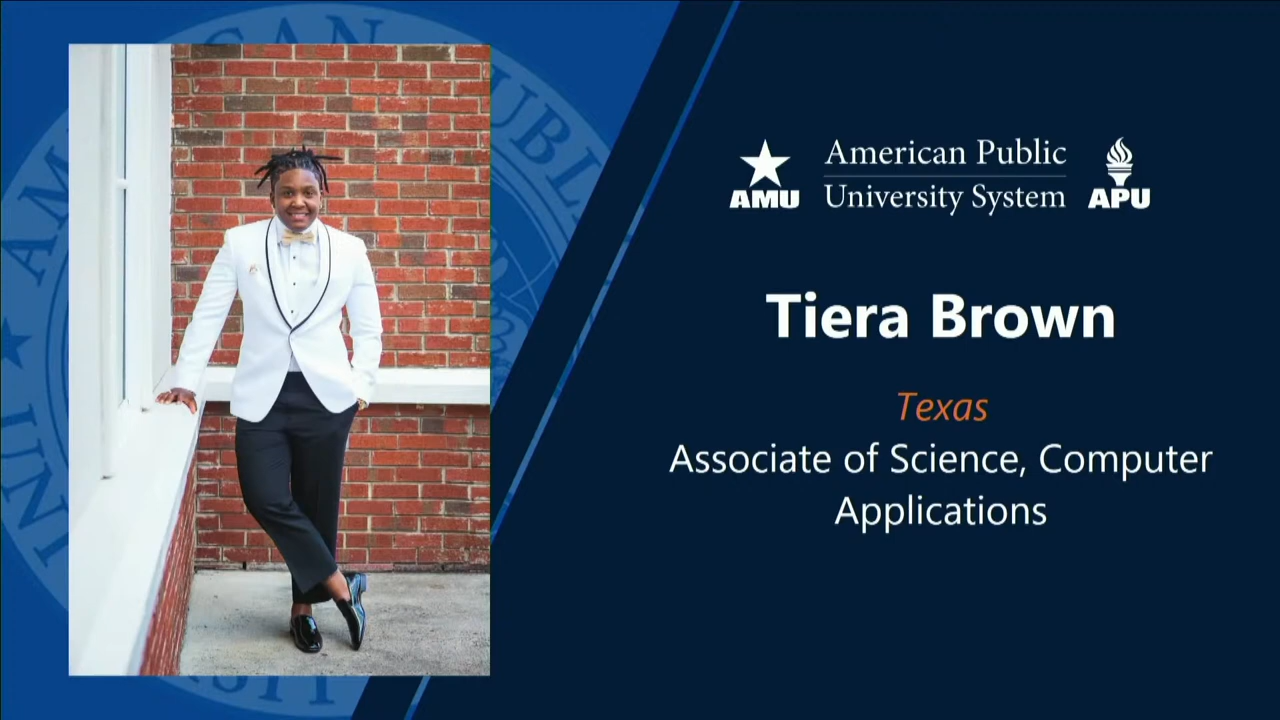 AMU
American Public
University System
APU
Tiera Brown
Texas
Associate of Science, Computer
Applications